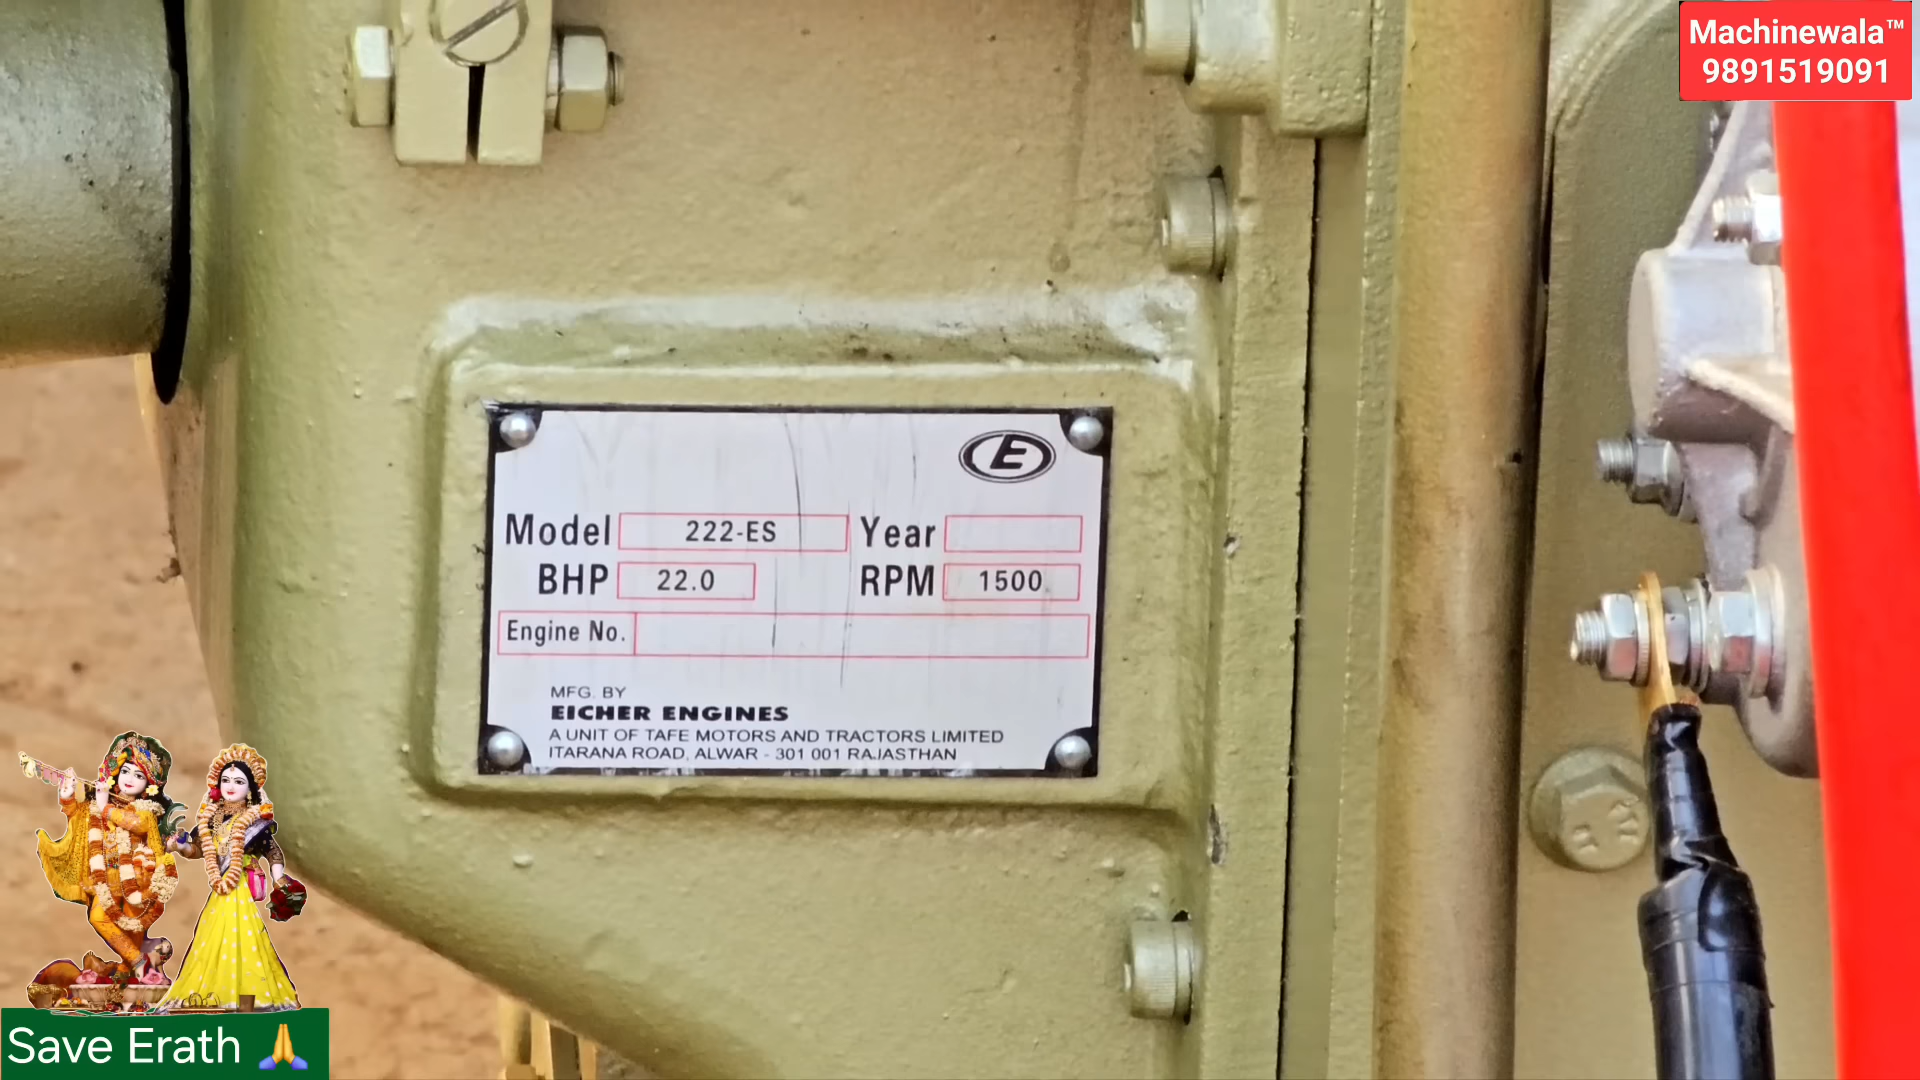 Machinewala™
9891519091
E
Model 222-ES Year
BHP 22.0 RPM 1500
Engine No.
MFG. BY
EICHER ENGINES
A UNIT OF TAFE MOTORS AND TRACTORS LIMITED
ITARANA ROAD, ALWAR - 301 001 RAJASTHAN
Save Erath 🙏